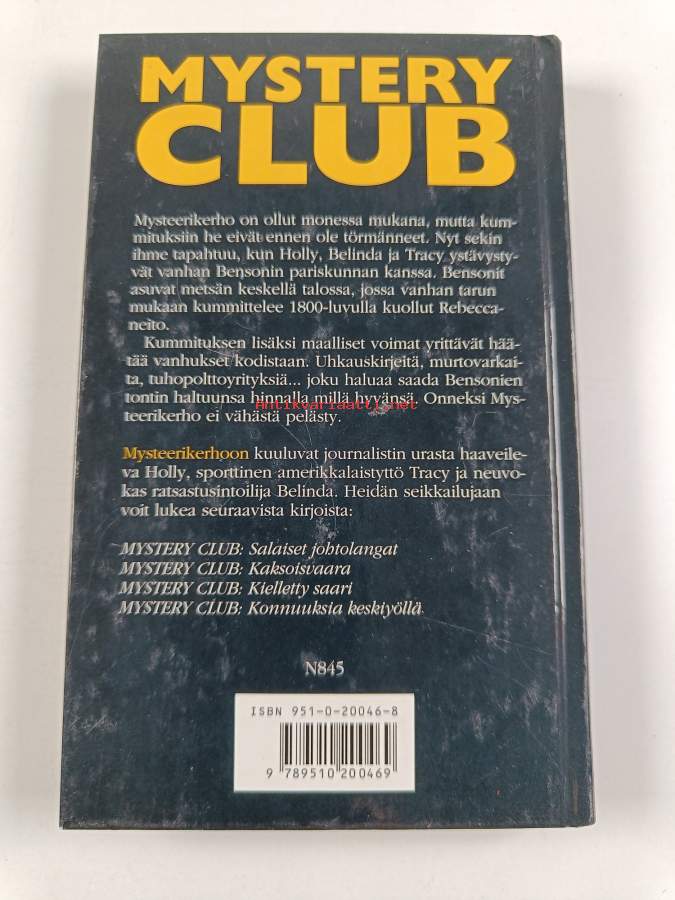 MYSTERY
CLUB
Mysteerikerho on ollut monessa mukana, mutta kum-
mituksiin he eivät ennen ole törmänneet. Nyt sekin
ihme tapahtuu, kun Holly, Belinda ja Tracy ystävysty-
vät vanhan Bensonin pariskunnan kanssa. Bensonit
asuvat metsän keskellä talossa, jossa vanhan tarun
mukaan kummittelee 1800-luvulla kuollut Rebecca-
neito.
Kummituksen lisäksi maalliset voimat yrittävät hää-
tää vanhukset kodistaan. Uhkauskirjeitä, murtovarkai-
ta, tuhopolttoyrityksiä... joku haluaa saada Bensonien
tontin haltuunsa hinnalla millä hyvänsä. Onneksi Mys-
Antikvariaatti.net
teerikerho ei vähästä pelästy.
Mysteerikerhoon kuuluvat journalistin urasta haaveile-
va Holly, sporttinen amerikkalaistyttö Tracy ja neuvo-
kas ratsastusintoilija Belinda. Heidän seikkailujaan
voit lukea seuraavista kirjoista:
MYSTERY CLUB: Salaiset johtolangat
MYSTERY CLUB: Kaksoisvaara
MYSTERY CLUB: Kielletty saari
MYSTERY CLUB: Konnuuksia keskiyöllä
N845
ISBN 951-0-20046-8
9 789510 200469